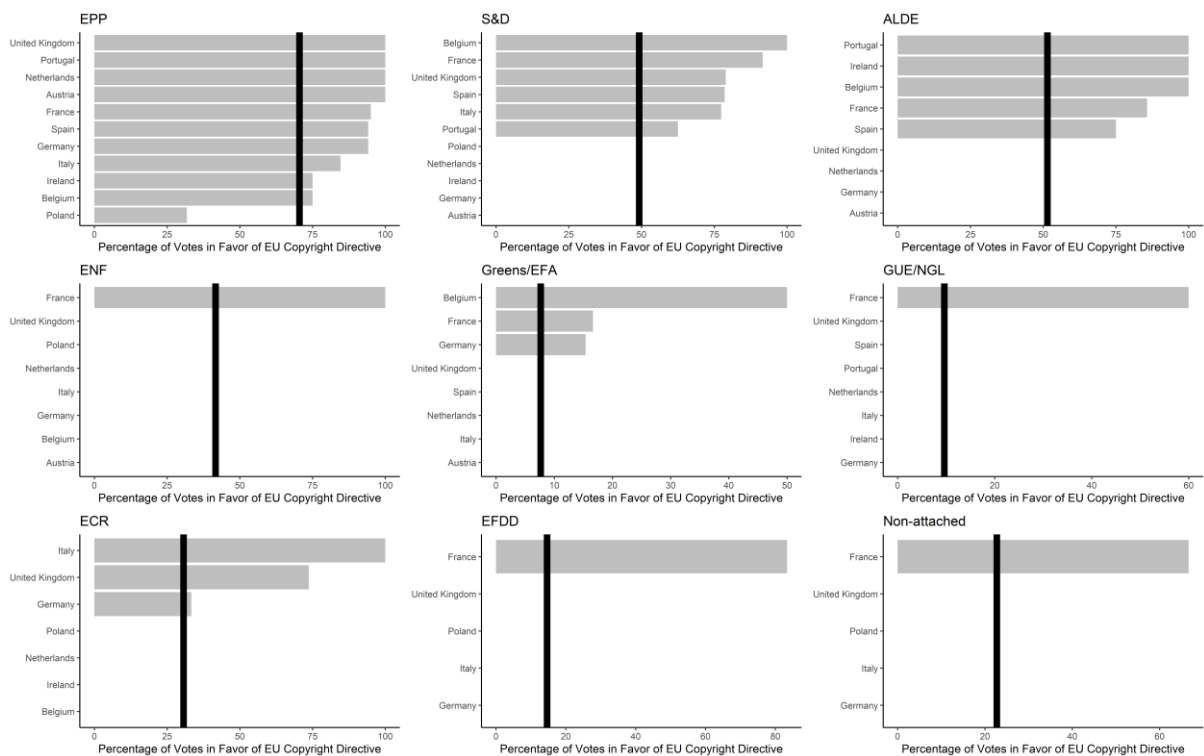 EPP
United Kingdom
Portugal
Netherlands
Austria
France
Spain
Germany
Italy
Ireland
Belgium
Poland
0 25 50 75 100
Percentage of Votes in Favor of EU Copyright Directive
S&D
Belgium
France
United Kingdom
Spain
Italy
Portugal
Poland
Netherlands
Ireland
Germany
Austria
0 25 50 75 100
Percentage of Votes in Favor of EU Copyright Directive
ALDE
Portugal
Ireland
Belgium
France
Spain
United Kingdom
Netherlands
Germany
Austria
0 25 50 75 100
Percentage of Votes in Favor of EU Copyright Directive
ENF
France
United Kingdom
Poland
Netherlands
Italy
Germany
Belgium
Austria
0 25 50 75 100
Percentage of Votes in Favor of EU Copyright Directive
Greens/EFA
Belgium
France
Germany
United Kingdom
Spain
Netherlands
Italy
Austria
0 10 20 30 40 50
Percentage of Votes in Favor of EU Copyright Directive
GUE/NGL
France
United Kingdom
Spain
Portugal
Netherlands
Italy
Ireland
Germany
0 20 40 60
Percentage of Votes in Favor of EU Copyright Directive
ECR
Italy
United Kingdom
Germany
Poland
Netherlands
Ireland
Belgium
0 25 50 75 100
Percentage of Votes in Favor of EU Copyright Directive
EFDD
France
United Kingdom
Poland
Italy
Germany
0 20 40 60 80
Percentage of Votes in Favor of EU Copyright Directive
Non-attached
France
United Kingdom
Poland
Italy
Germany
0 20 40 60
Percentage of Votes in Favor of EU Copyright Directive